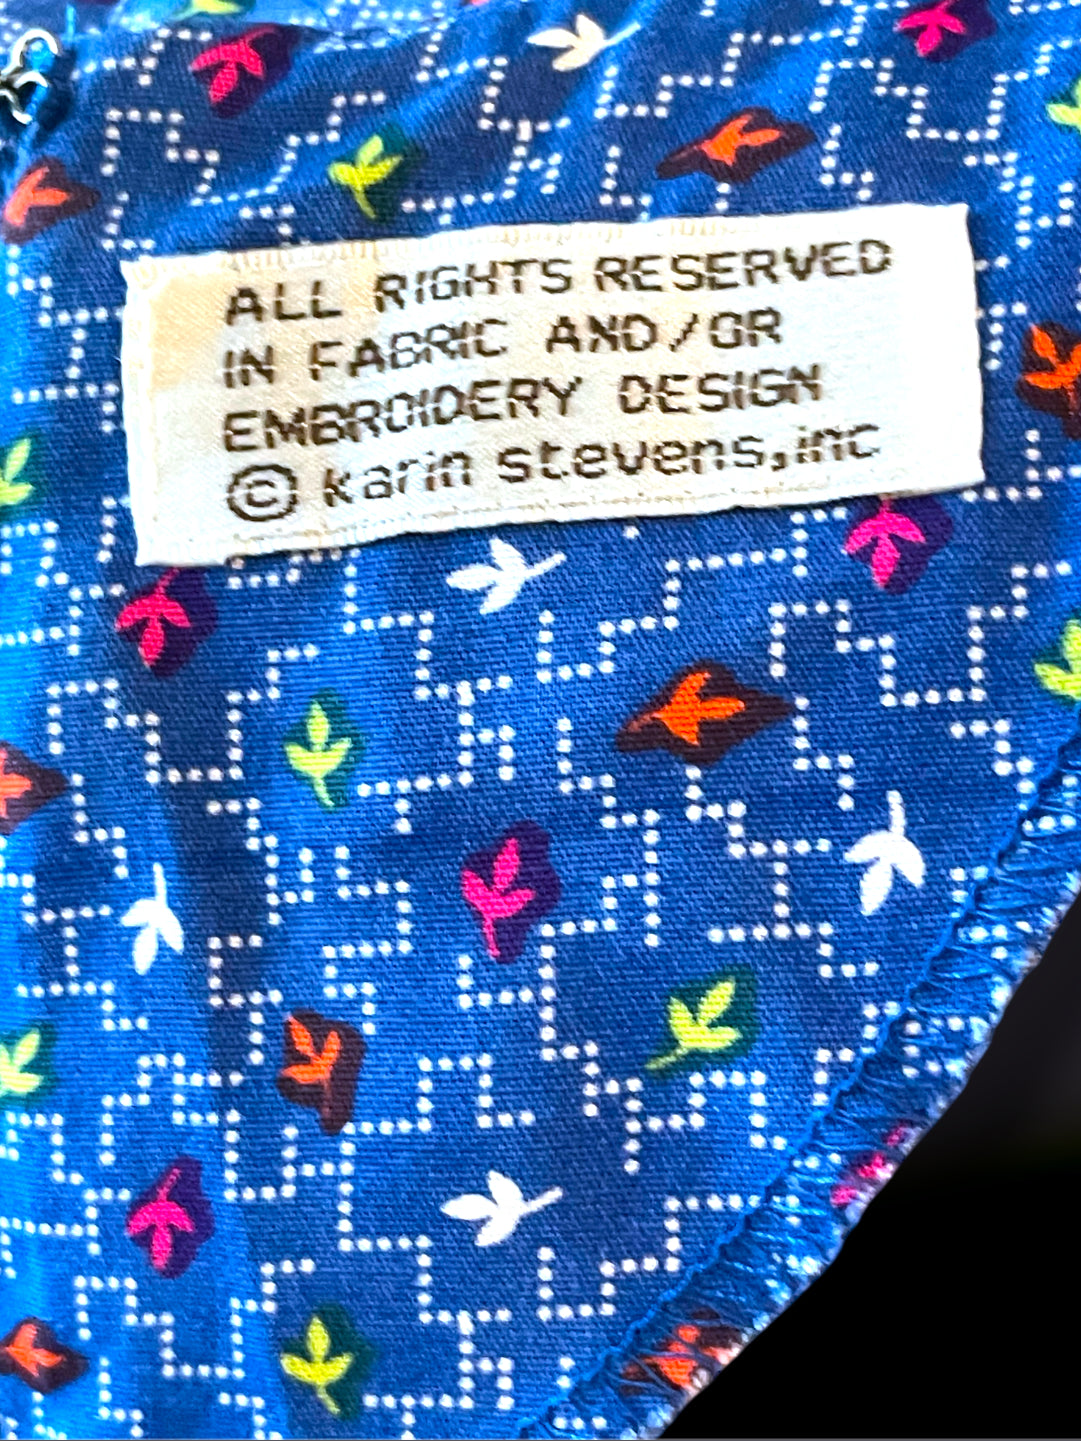 ALL RIGHTS RESERVED
IN FABRIC AND/OR
EMBROIDERY DESIGN
© karin stevens,inc